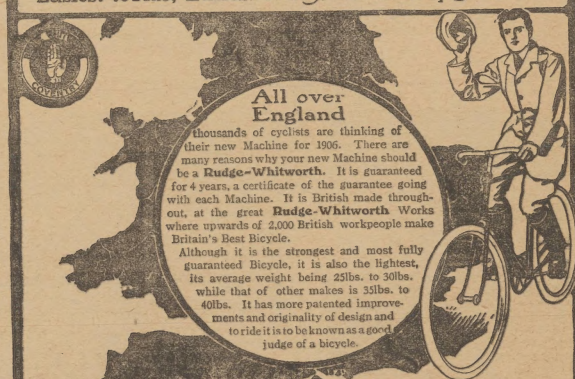 COVENTRY
All over
England
thousands of cyclists are thinking of
their new Machine for 1906. There are
many reasons why your new Machine should
be a Rudge-Whitworth. It is guaranteed
for 4 years, a certificate of the guarantee going
with each Machine. It is British made through-
out, at the great Rudge-Whitworth Works
where upwards of 2,000 British workpeople make
Britain's Best Bicycle.
Although it is the strongest and most fully
guaranteed Bicycle, it is also the lightest,
its average weight being 25lbs. to 30lbs.
while that of other makes is 35lbs. to
40lbs. It has more patented improve-
ments and originality of design and
to ride it is to be known as a good
judge of a bicycle.